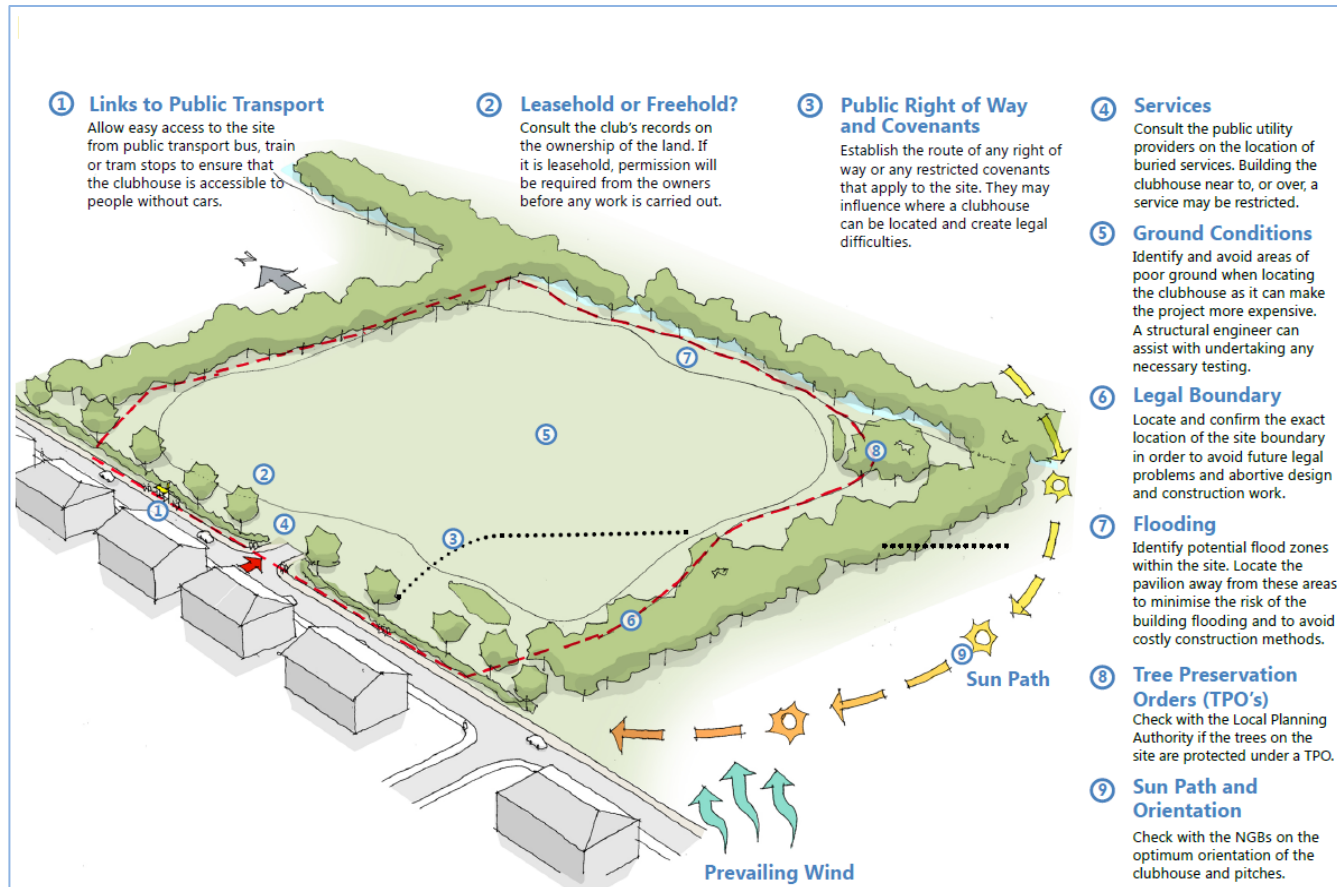 1 Links to Public Transport
Allow easy access to the site
from public transport bus, train
or tram stops to ensure that
the clubhouse is accessible to
people without cars.
2 Leasehold or Freehold?
Consult the club's records on
the ownership of the land. If
it is leasehold, permission will
be required from the owners
before any work is carried out.
3 Public Right of Way
and Covenants
Establish the route of any right of
way or any restricted covenants
that apply to the site. They may
influence where a clubhouse
can be located and create legal
difficulties.
4 Services
Consult the public utility
providers on the location of
buried services. Building the
clubhouse near to, or over, a
service may be restricted.
5 Ground Conditions
Identify and avoid areas of
poor ground when locating
the clubhouse as it can make
the project more expensive.
A structural engineer can
assist with undertaking any
necessary testing.
6 Legal Boundary
Locate and confirm the exact
location of the site boundary
in order to avoid future legal
problems and abortive design
and construction work.
7 Flooding
Identify potential flood zones
within the site. Locate the
pavilion away from these areas
to minimise the risk of the
building flooding and to avoid
costly construction methods.
8 Tree Preservation
Orders (TPO's)
Check with the Local Planning
Authority if the trees on the
site are protected under a TPO.
9 Sun Path and
Orientation
Check with the NGBs on the
optimum orientation of the
clubhouse and pitches.
N
7
5
8
2
1
4
3
6
9
Sun Path
Prevailing Wind